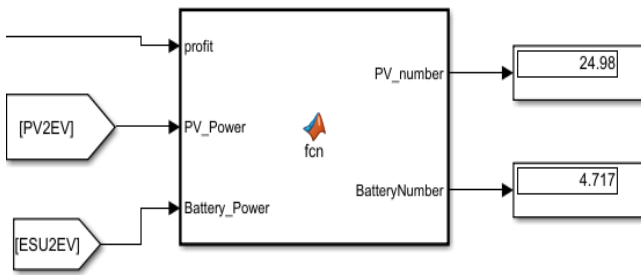 profit
PV_number
24.98
[PV2EV]
PV_Power
fcn
BatteryNumber
4.717
Battery_Power
[ESU2EV]